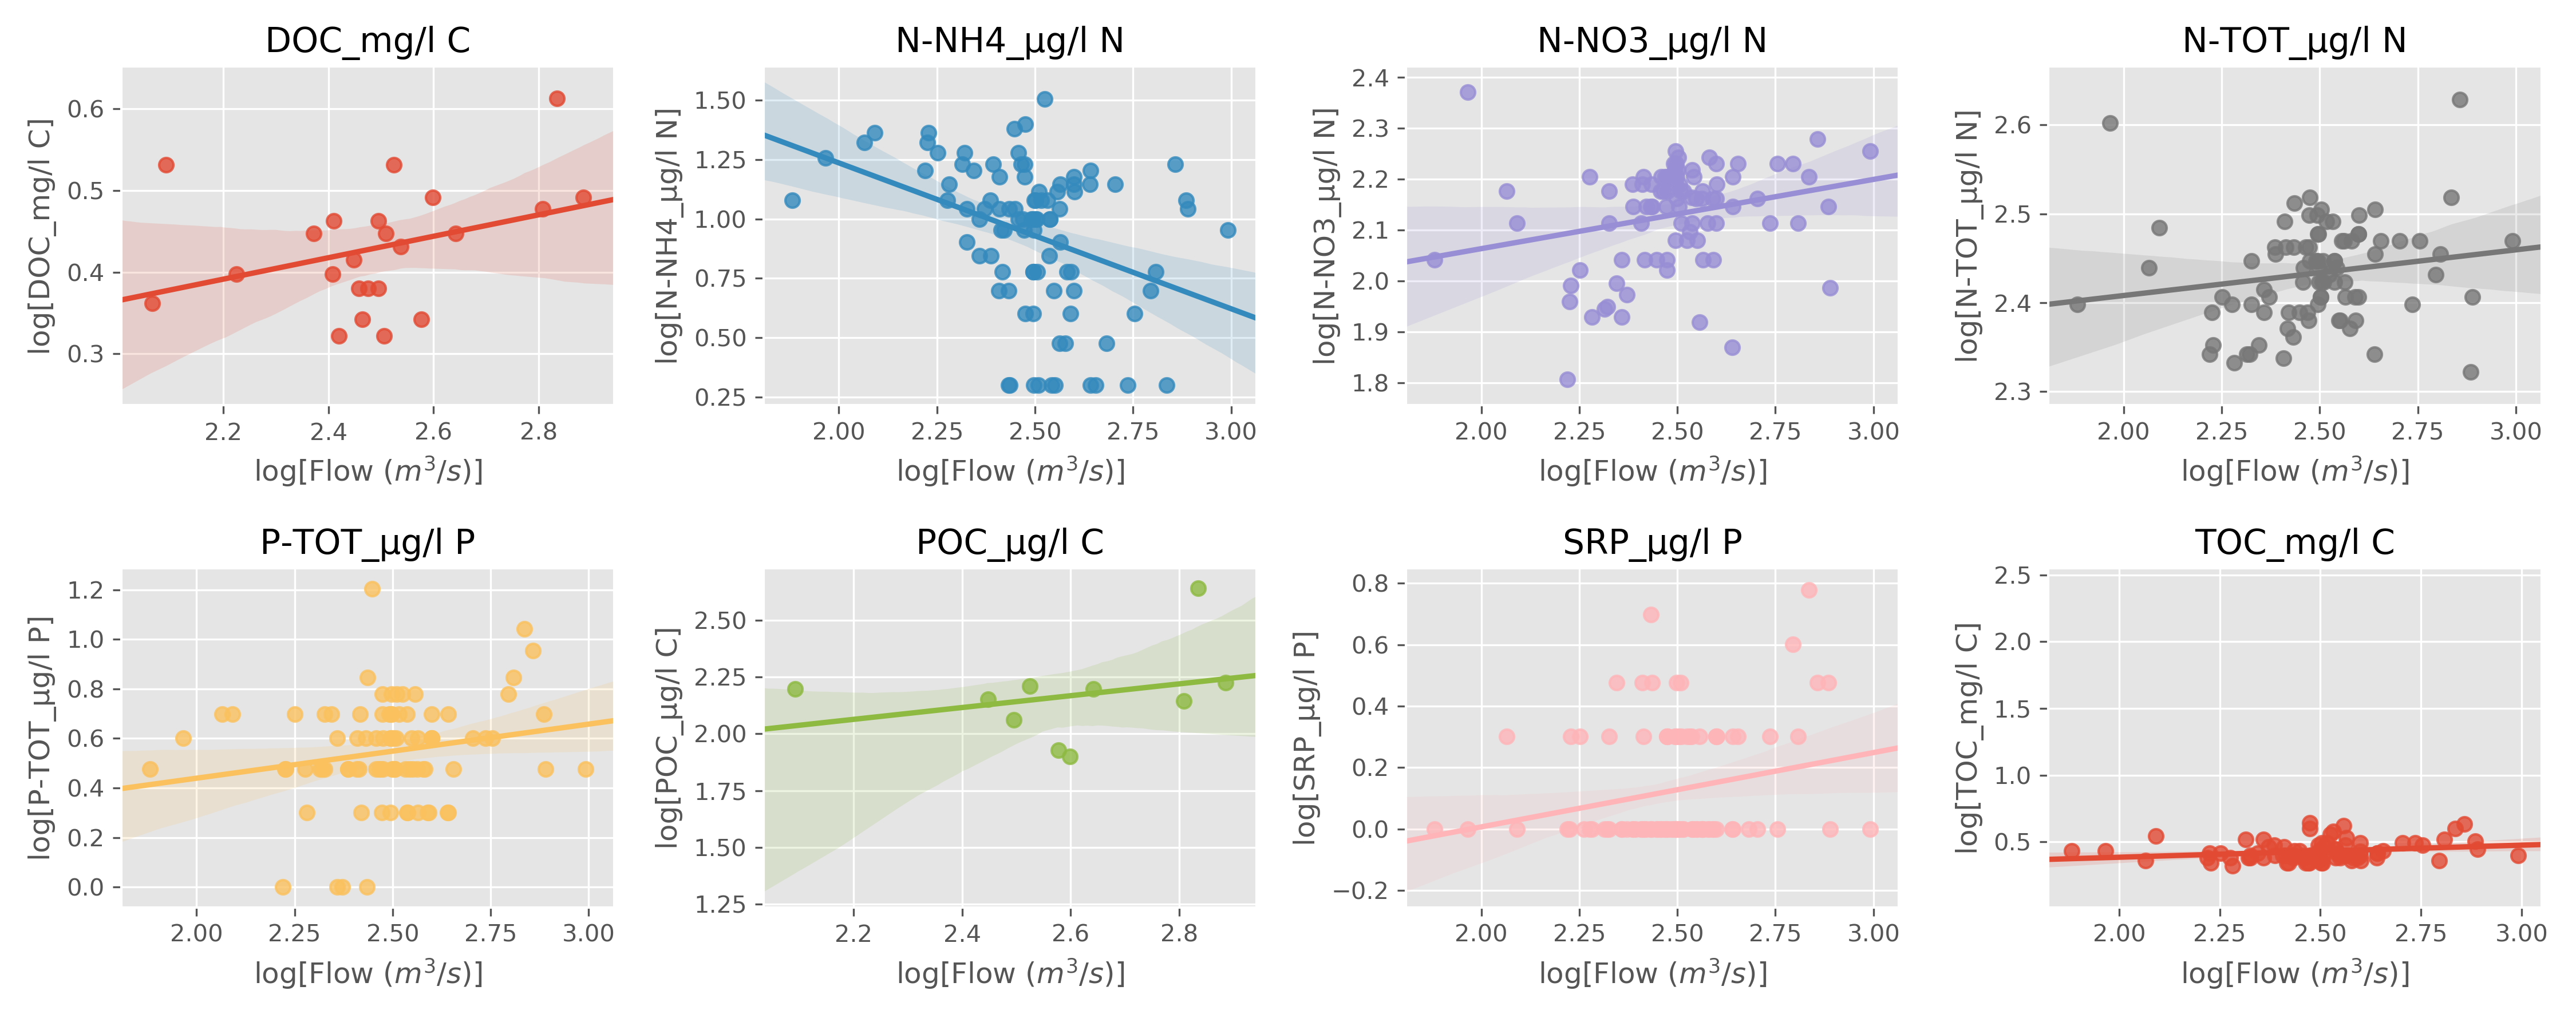 DOC_mg/l C
N-NH4_µg/l N
N-NO3_µg/l N
N-TOT_µg/l N
log[DOC_mg/l C]
0.6
0.5
0.4
0.3
2.2 2.4 2.6 2.8
log[Flow (m³/s)]
log[N-NH4_µg/l N]
1.50
1.25
1.00
0.75
0.50
0.25
2.00 2.25 2.50 2.75 3.00
log[Flow (m³/s)]
log[N-NO3_µg/l N]
2.4
2.3
2.2
2.1
2.0
1.9
1.8
2.00 2.25 2.50 2.75 3.00
log[Flow (m³/s)]
log[N-TOT_µg/l N]
2.6
2.5
2.4
2.3
2.00 2.25 2.50 2.75 3.00
log[Flow (m³/s)]
P-TOT_µg/l P
POC_µg/l C
SRP_µg/l P
TOC_mg/l C
log[P-TOT_µg/l P]
1.2
1.0
0.8
0.6
0.4
0.2
0.0
2.00 2.25 2.50 2.75 3.00
log[Flow (m³/s)]
log[POC_µg/l C]
2.50
2.25
2.00
1.75
1.50
1.25
2.2 2.4 2.6 2.8
log[Flow (m³/s)]
log[SRP_µg/l P]
0.8
0.6
0.4
0.2
0.0
−0.2
2.00 2.25 2.50 2.75 3.00
log[Flow (m³/s)]
log[TOC_mg/l C]
2.5
2.0
1.5
1.0
0.5
2.00 2.25 2.50 2.75 3.00
log[Flow (m³/s)]